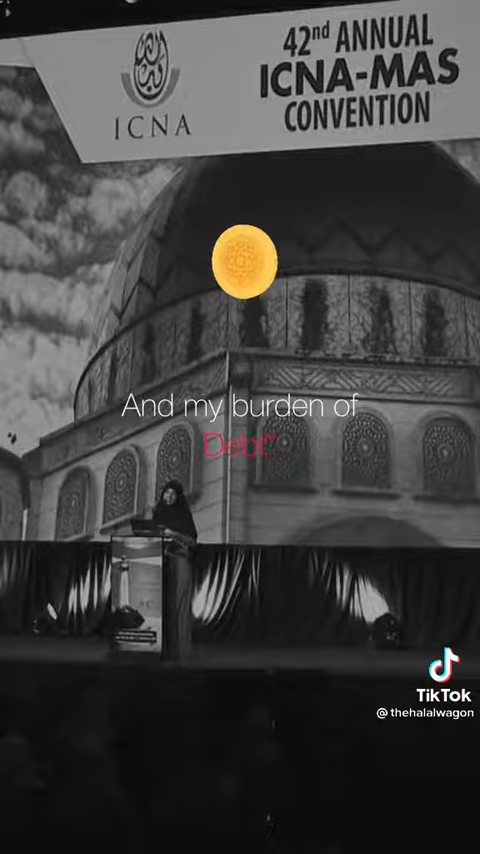 42nd ANNUAL
ICNA-MAS
CONVENTION
ICNA
And my burden of
Debt"
TikTok
@thehalalwagon